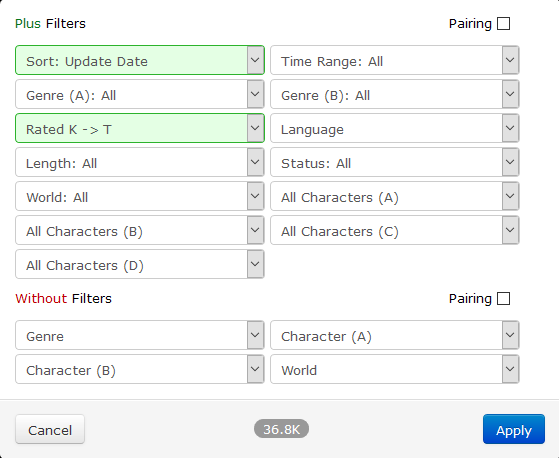 Plus Filters Pairing
Sort: Update Date Time Range: All
Genre (A): All Genre (B): All
Rated K -> T Language
Length: All Status: All
World: All All Characters (A)
All Characters (B) All Characters (C)
All Characters (D)
Without Filters Pairing
Genre Character (A)
Character (B) World
Cancel 36.8K Apply